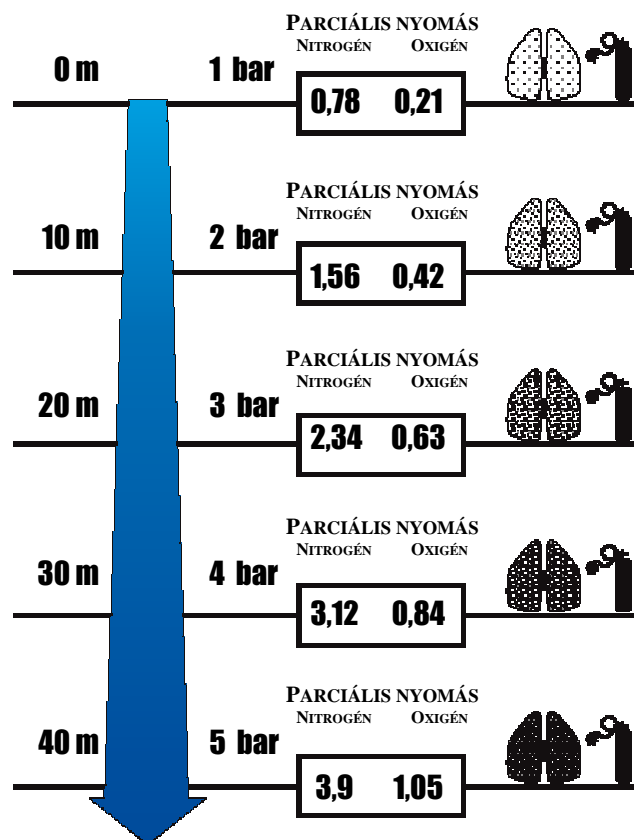 PARCIÁLIS NYOMÁS
NITROGÉN OXIGÉN
0 m 1 bar
0,78 0,21
PARCIÁLIS NYOMÁS
NITROGÉN OXIGÉN
10 m 2 bar
1,56 0,42
PARCIÁLIS NYOMÁS
NITROGÉN OXIGÉN
20 m 3 bar
2,34 0,63
PARCIÁLIS NYOMÁS
NITROGÉN OXIGÉN
30 m 4 bar
3,12 0,84
PARCIÁLIS NYOMÁS
NITROGÉN OXIGÉN
40 m 5 bar
3,9 1,05